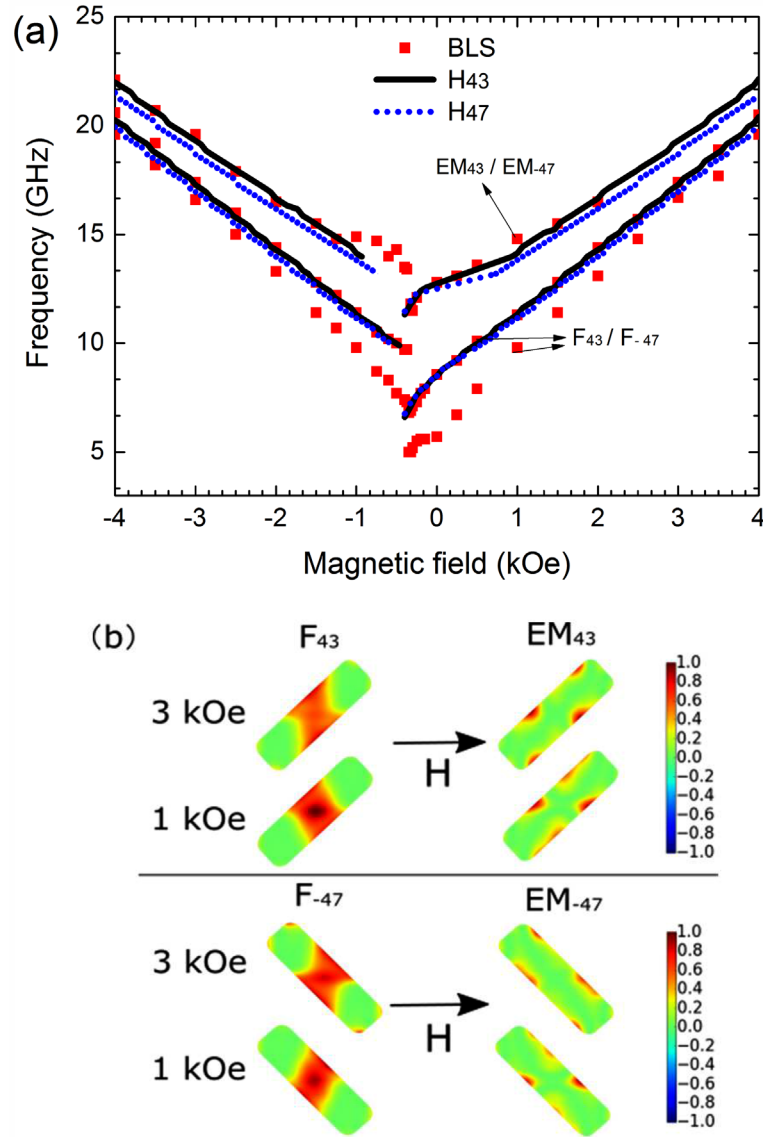 (a)
25
20
15
10
5
Frequency (GHz)
BLS
H43
H47
EM43 / EM-47
F43 / F- 47
-4 -3 -2 -1 0 1 2 3 4
Magnetic field (kOe)
(b)
F43 EM43
3 kOe
H
1 kOe
1.0
0.8
0.6
0.4
0.2
0.0
−0.2
−0.4
−0.6
−0.8
−1.0
F-47 EM-47
3 kOe
H
1 kOe
1.0
0.8
0.6
0.4
0.2
0.0
−0.2
−0.4
−0.6
−0.8
−1.0